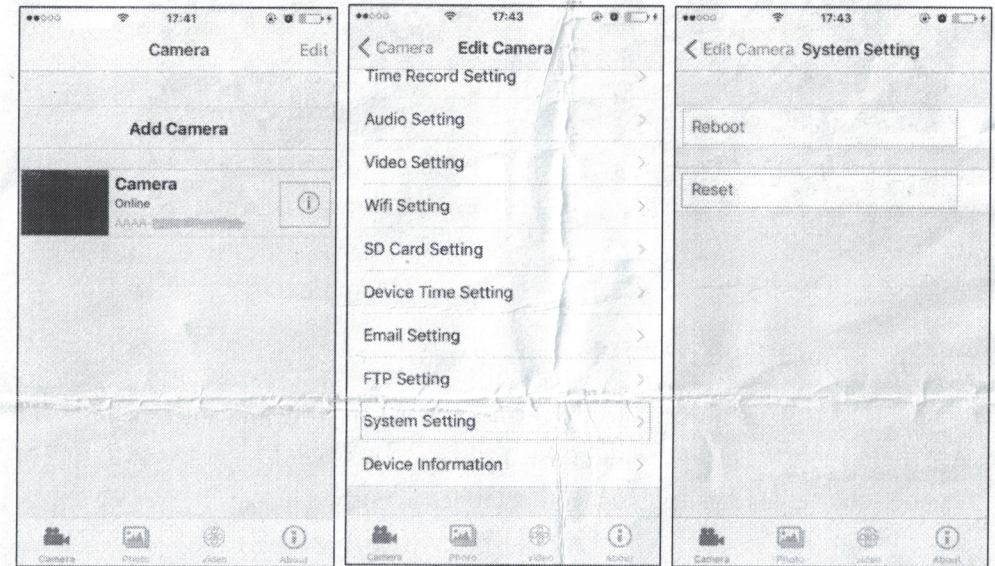 17:41
Camera
Edit
Add Camera
Camera
Online
AAAA-
Camera
Photo
Video
About
17:43
Camera
Edit Camera
Time Record Setting
Audio Setting
Video Setting
Wifi Setting
SD Card Setting
Device Time Setting
Email Setting
FTP Setting
System Setting
Device Information
Camera
Photo
Video
About
17:43
Edit Camera
System Setting
Reboot
Reset
Camera
Photo
Video
About